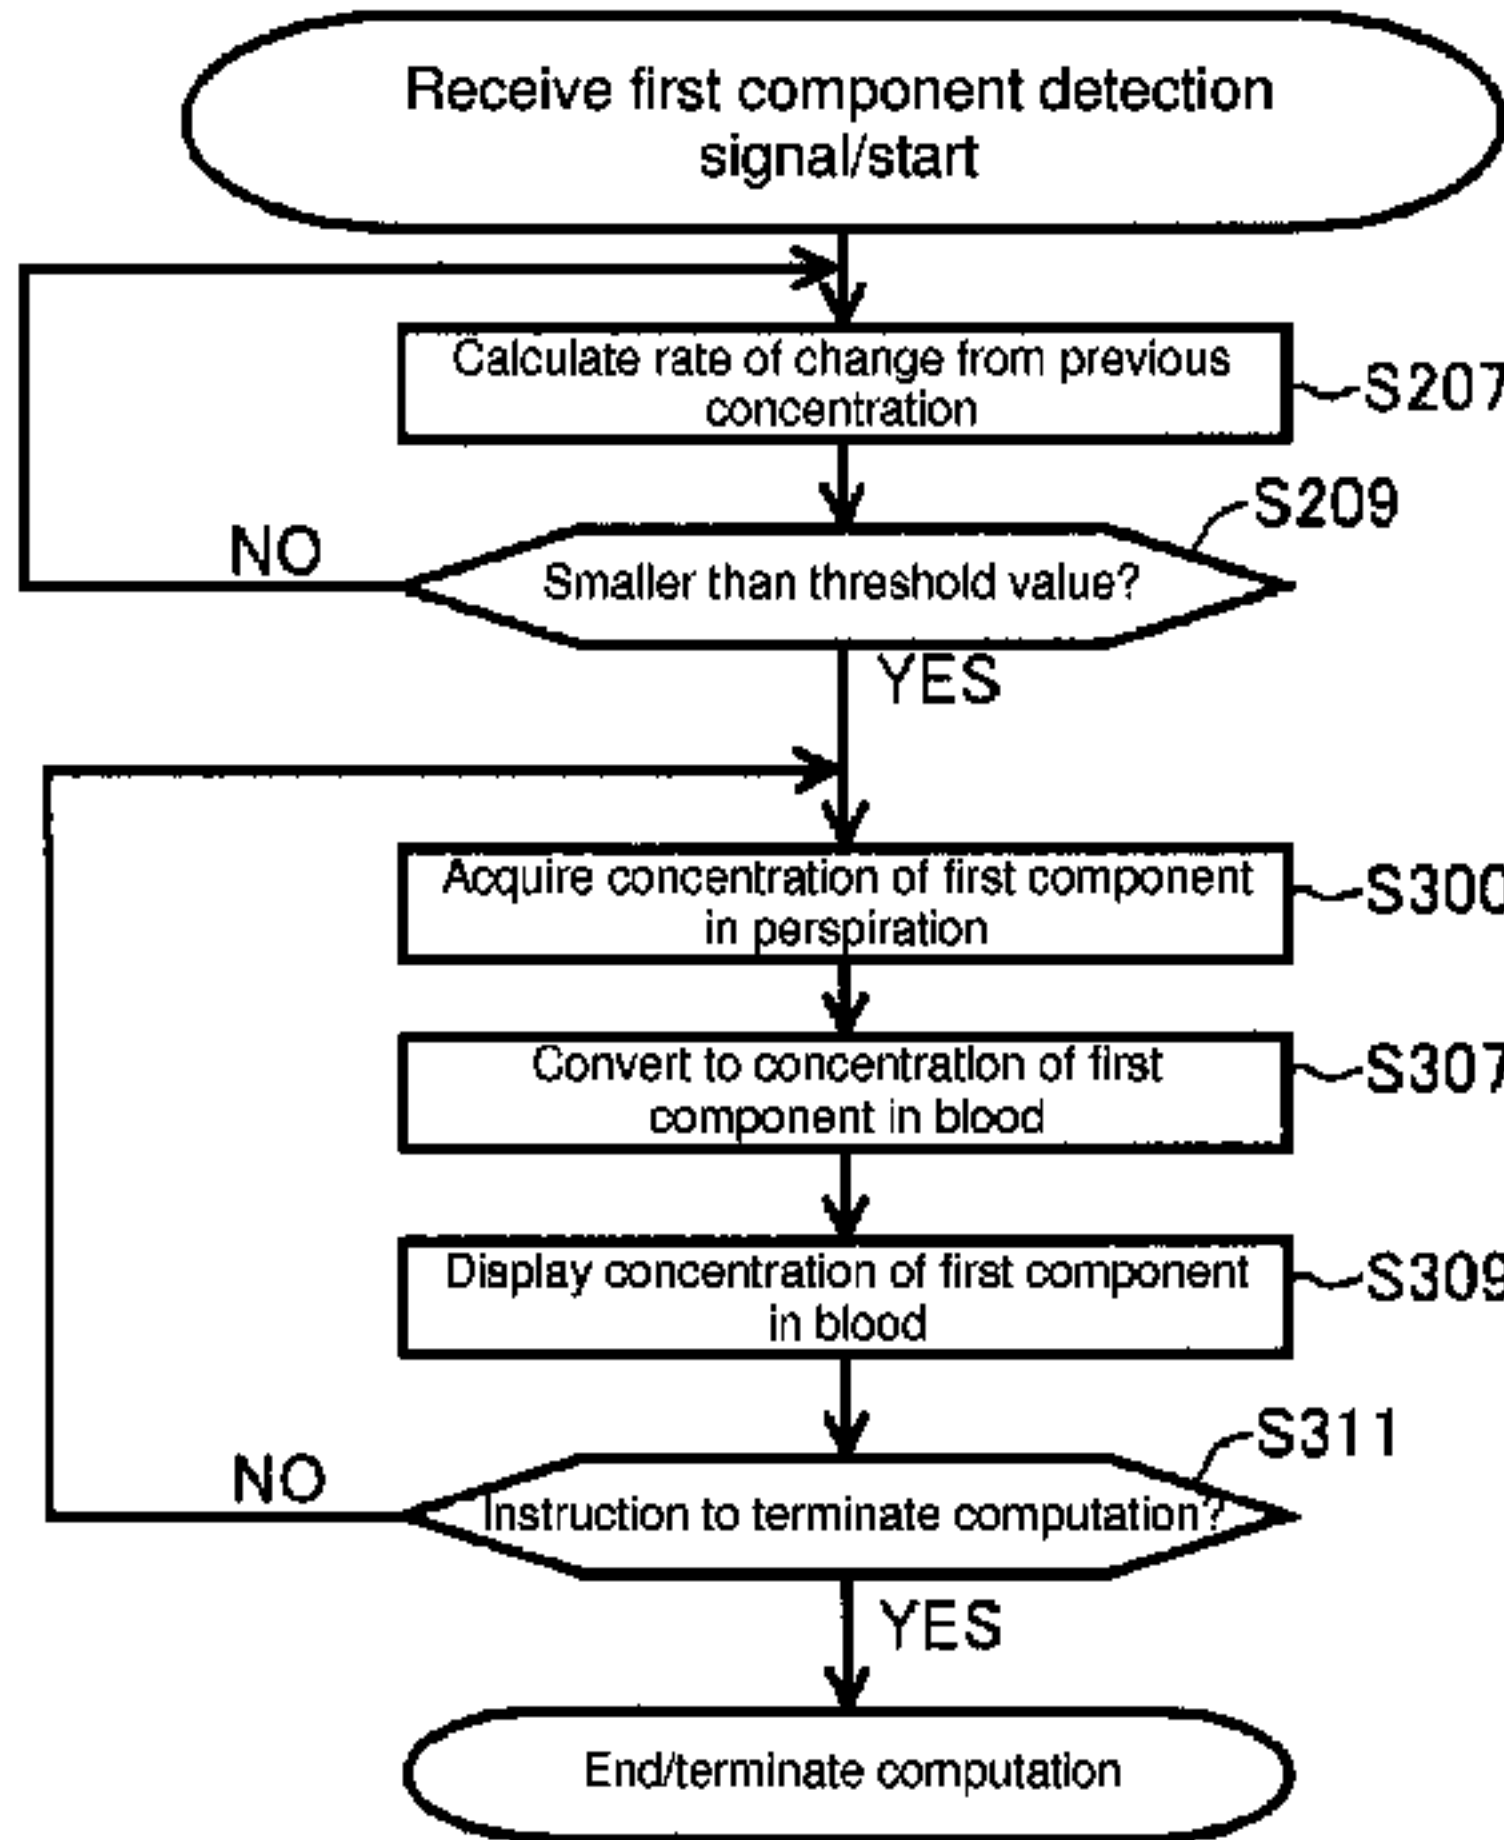 Receive first component detection
signal/start
Calculate rate of change from previous
concentration
S207
S209
NO
Smaller than threshold value?
YES
Acquire concentration of first component
in perspiration
S300
Convert to concentration of first
component in blood
S307
Display concentration of first component
in blood
S309
S311
NO
Instruction to terminate computation?
YES
End/terminate computation